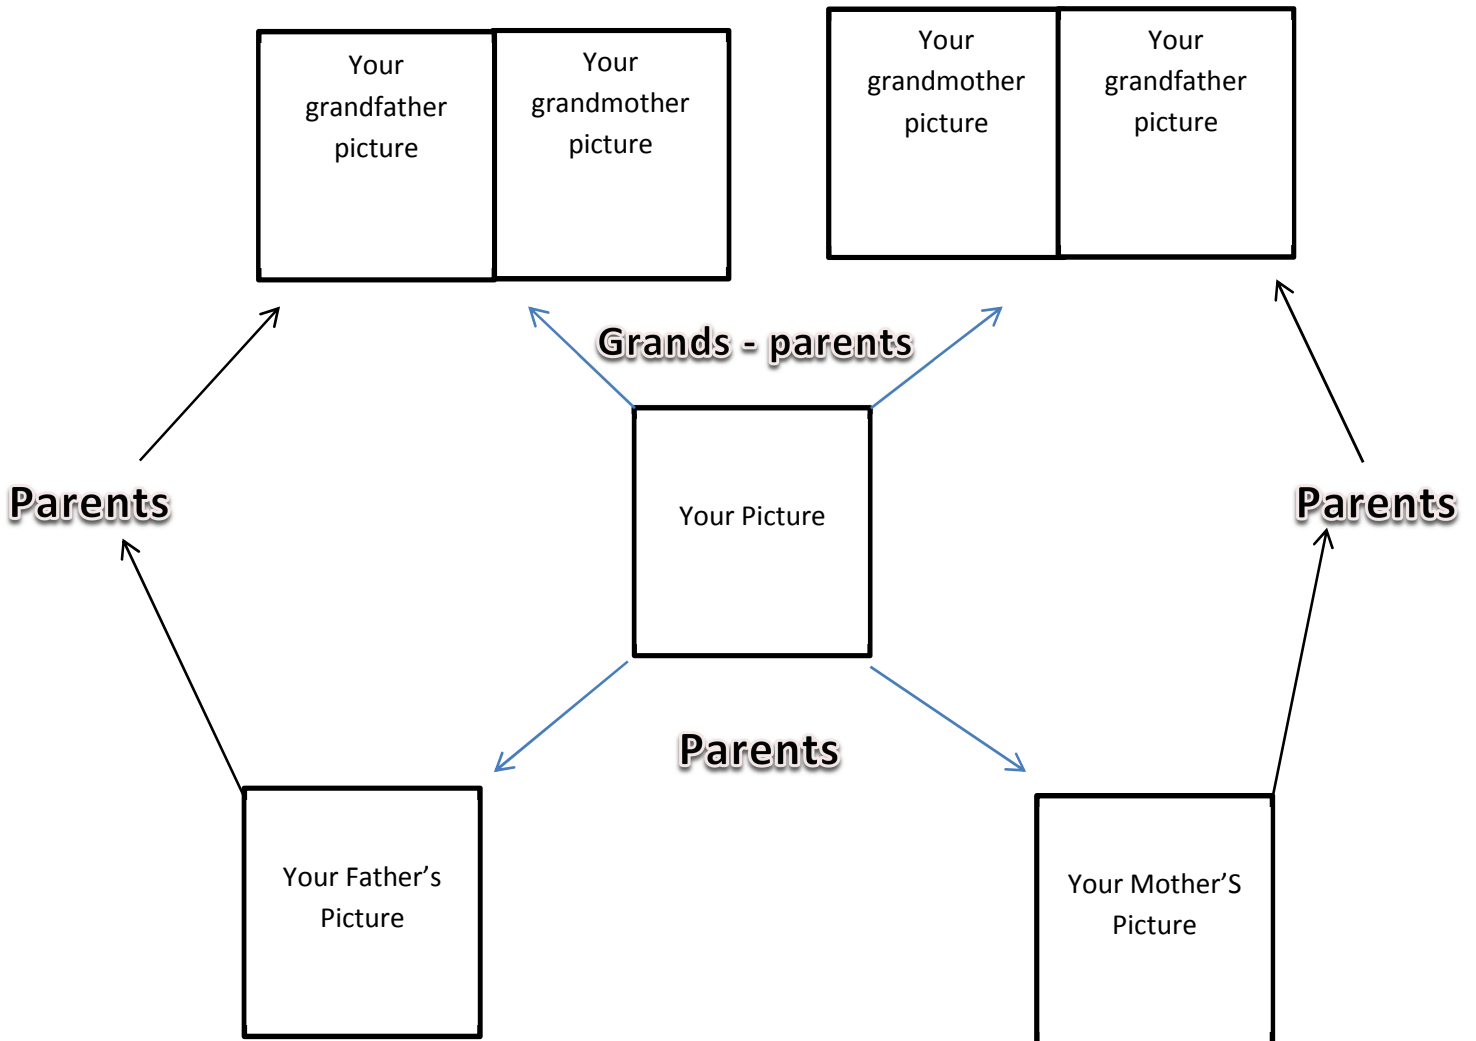 Your
grandfather
picture
Your
grandmother
picture
Your
grandmother
picture
Your
grandfather
picture
Grands - parents
Parents
Your Picture
Parents
Parents
Your Father’s
Picture
Your Mother’S
Picture